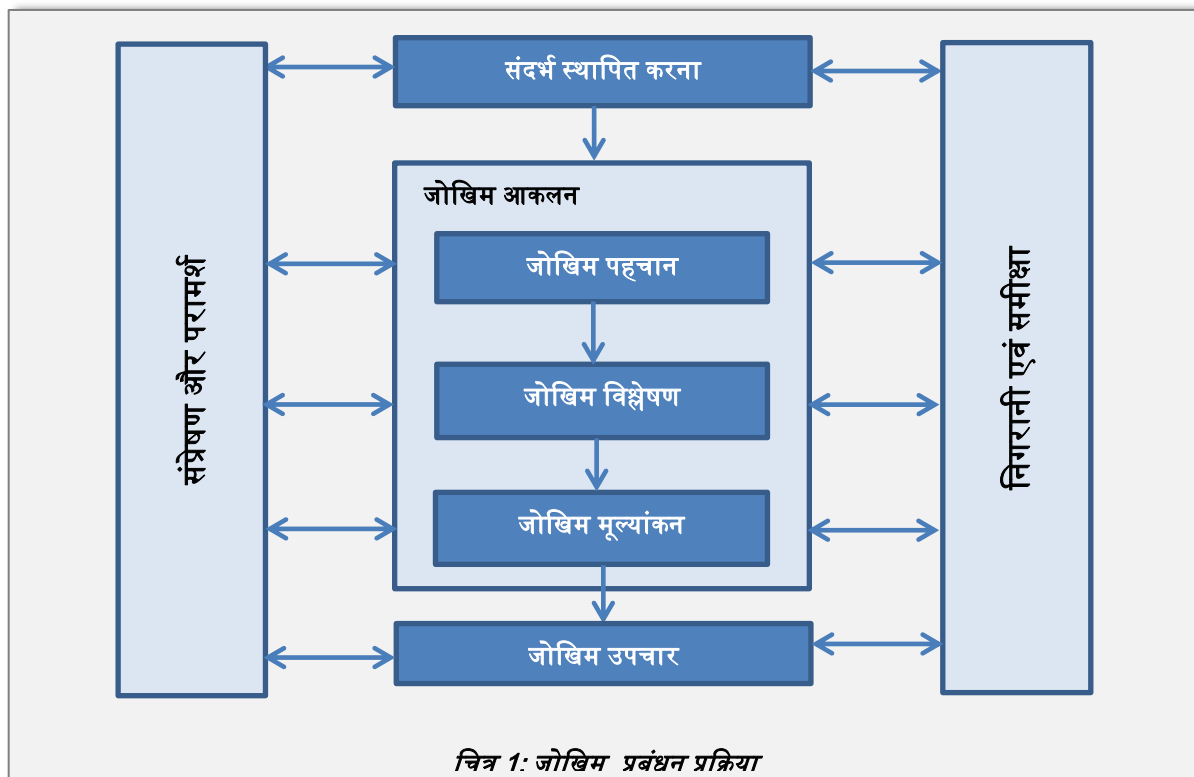 संदर्भ स्थापित करना
जोखिम आकलन
जोखिम पहचान
जोखिम विश्लेषण
जोखिम मूल्यांकन
जोखिम उपचार
संप्रेषण और परामर्श
निगरानी एवं समीक्षा
चित्र 1: जोखिम प्रबंधन प्रक्रिया